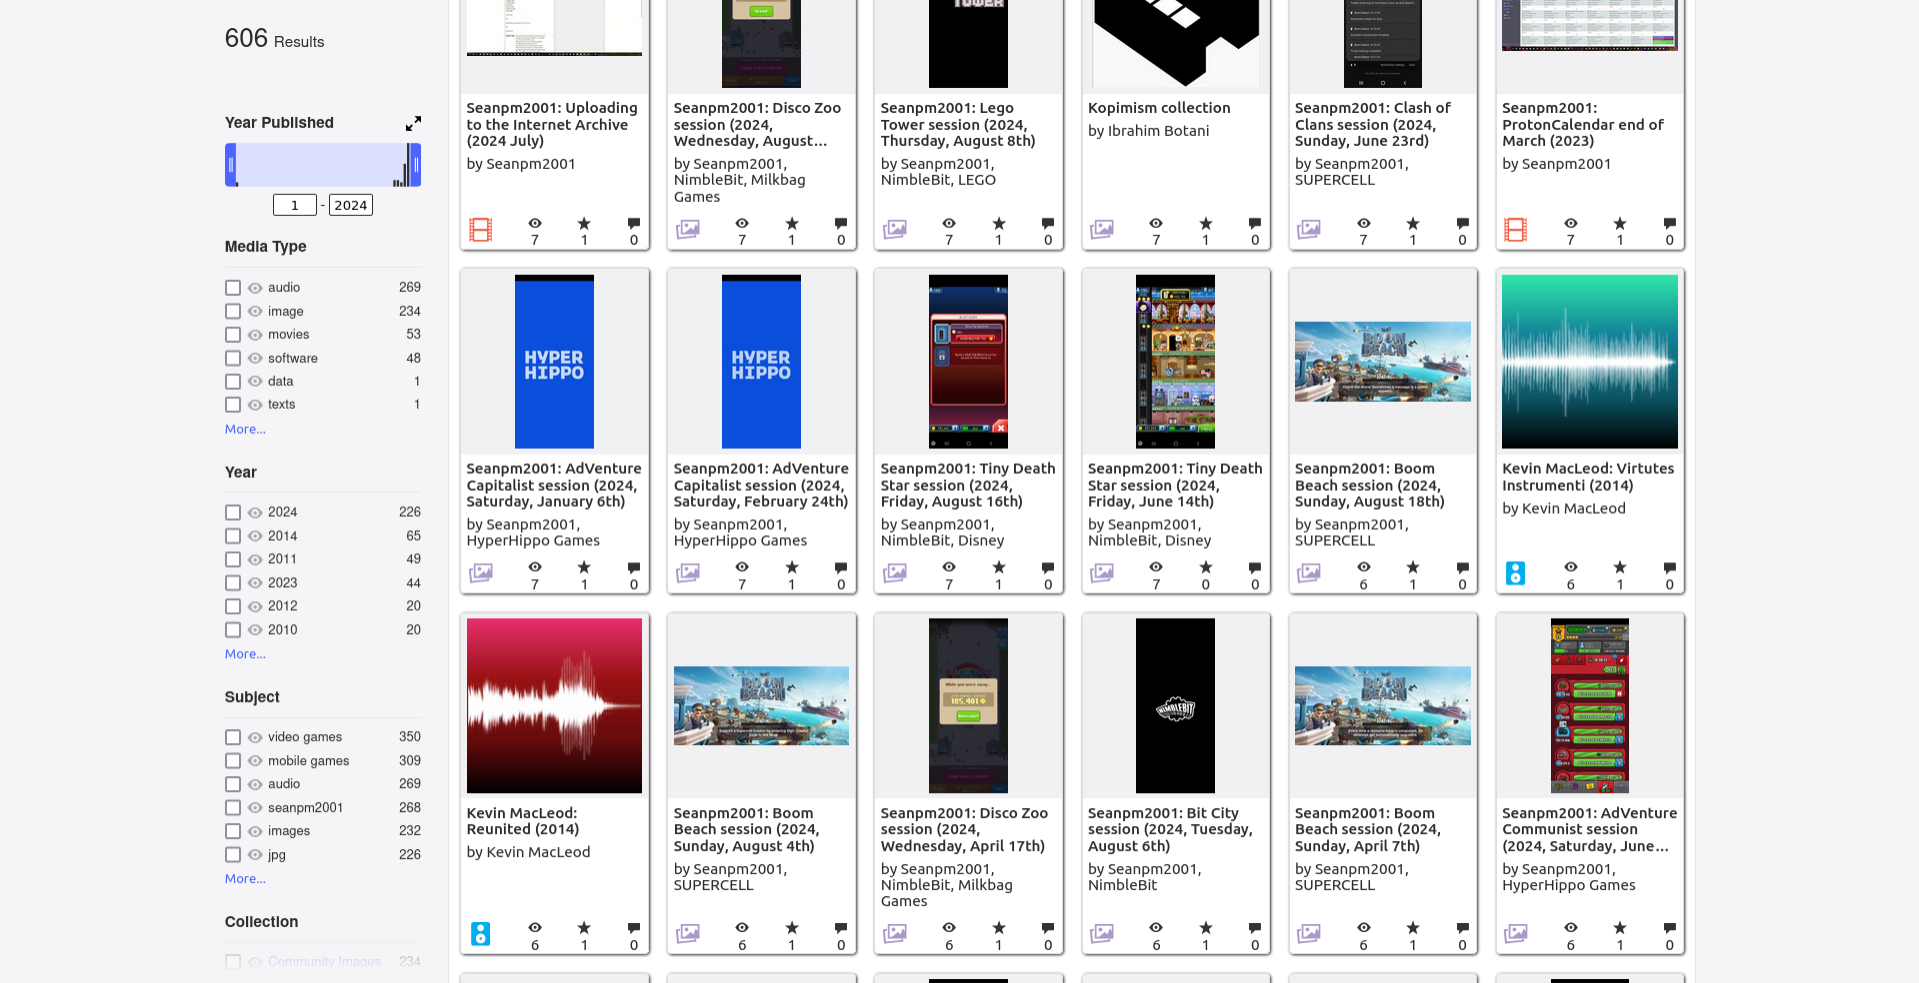 606 Results
Year Published
1 - 2024
Media Type
audio 269
image 234
movies 53
software 48
data 1
texts 1
More...
Year
2024 226
2014 65
2011 49
2023 44
2012 20
2010 20
More...
Subject
video games 350
mobile games 309
audio 269
seanpm2001 268
images 232
jpg 226
More...
Collection
Community Images 234
Seanpm2001: Uploading
to the Internet Archive
(2024 July)
by Seanpm2001
7 1 0
Seanpm2001: Disco Zoo
session (2024,
Wednesday, August...
by Seanpm2001,
NimbleBit, Milkbag
Games
7 1 0
TOWER
Seanpm2001: Lego
Tower session (2024,
Thursday, August 8th)
by Seanpm2001,
NimbleBit, LEGO
7 1 0
Kopimism collection
by Ibrahim Botani
7 1 0
Seanpm2001: Clash of
Clans session (2024,
Sunday, June 23rd)
by Seanpm2001,
SUPERCELL
7 1 0
Seanpm2001:
ProtonCalendar end of
March (2023)
by Seanpm2001
7 1 0
HYPER
HIPPO
Seanpm2001: AdVenture
Capitalist session (2024,
Saturday, January 6th)
by Seanpm2001,
HyperHippo Games
7 1 0
HYPER
HIPPO
Seanpm2001: AdVenture
Capitalist session (2024,
Saturday, February 24th)
by Seanpm2001,
HyperHippo Games
7 1 0
Seanpm2001: Tiny Death
Star session (2024,
Friday, August 16th)
by Seanpm2001,
NimbleBit, Disney
7 1 0
Seanpm2001: Tiny Death
Star session (2024,
Friday, June 14th)
by Seanpm2001,
NimbleBit, Disney
7 0 0
BOOM
BEACH
Seanpm2001: Boom
Beach session (2024,
Sunday, August 18th)
by Seanpm2001,
SUPERCELL
6 1 0
Kevin MacLeod: Virtutes
Instrumenti (2014)
by Kevin MacLeod
6 1 0
Kevin MacLeod:
Reunited (2014)
by Kevin MacLeod
6 1 0
BOOM
BEACH
Seanpm2001: Boom
Beach session (2024,
Sunday, August 4th)
by Seanpm2001,
SUPERCELL
6 1 0
While you were away...
185,401
Seanpm2001: Disco Zoo
session (2024,
Wednesday, April 17th)
by Seanpm2001,
NimbleBit, Milkbag
Games
6 1 0
NIMBLEBIT
Seanpm2001: Bit City
session (2024, Tuesday,
August 6th)
by Seanpm2001,
NimbleBit
6 1 0
BOOM
BEACH
Seanpm2001: Boom
Beach session (2024,
Sunday, April 7th)
by Seanpm2001,
SUPERCELL
6 1 0
Seanpm2001: AdVenture
Communist session
(2024, Saturday, June...
by Seanpm2001,
HyperHippo Games
6 1 0